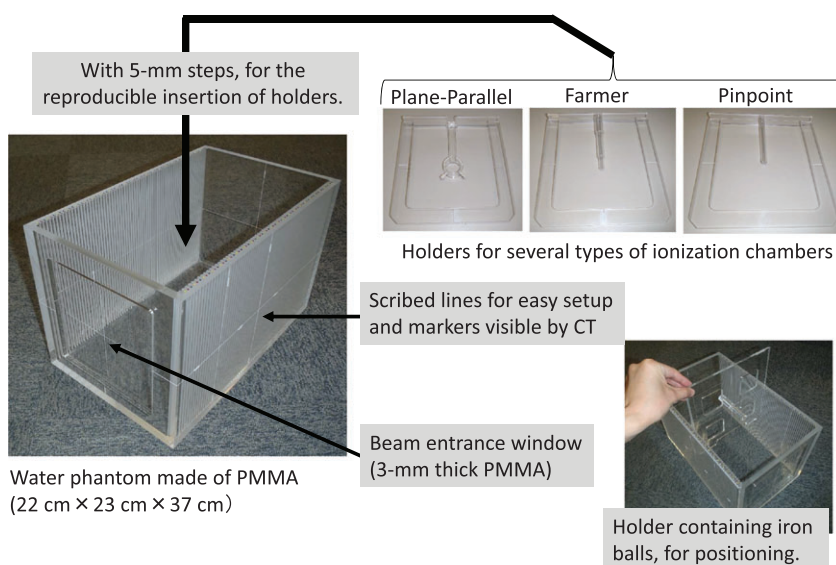 With 5-mm steps, for the
reproducible insertion of holders.
Plane-Parallel
Farmer
Pinpoint
Holders for several types of ionization chambers
Scribed lines for easy setup
and markers visible by CT
Beam entrance window
(3-mm thick PMMA)
Water phantom made of PMMA
(22 cm × 23 cm × 37 cm)
Holder containing iron
balls, for positioning.